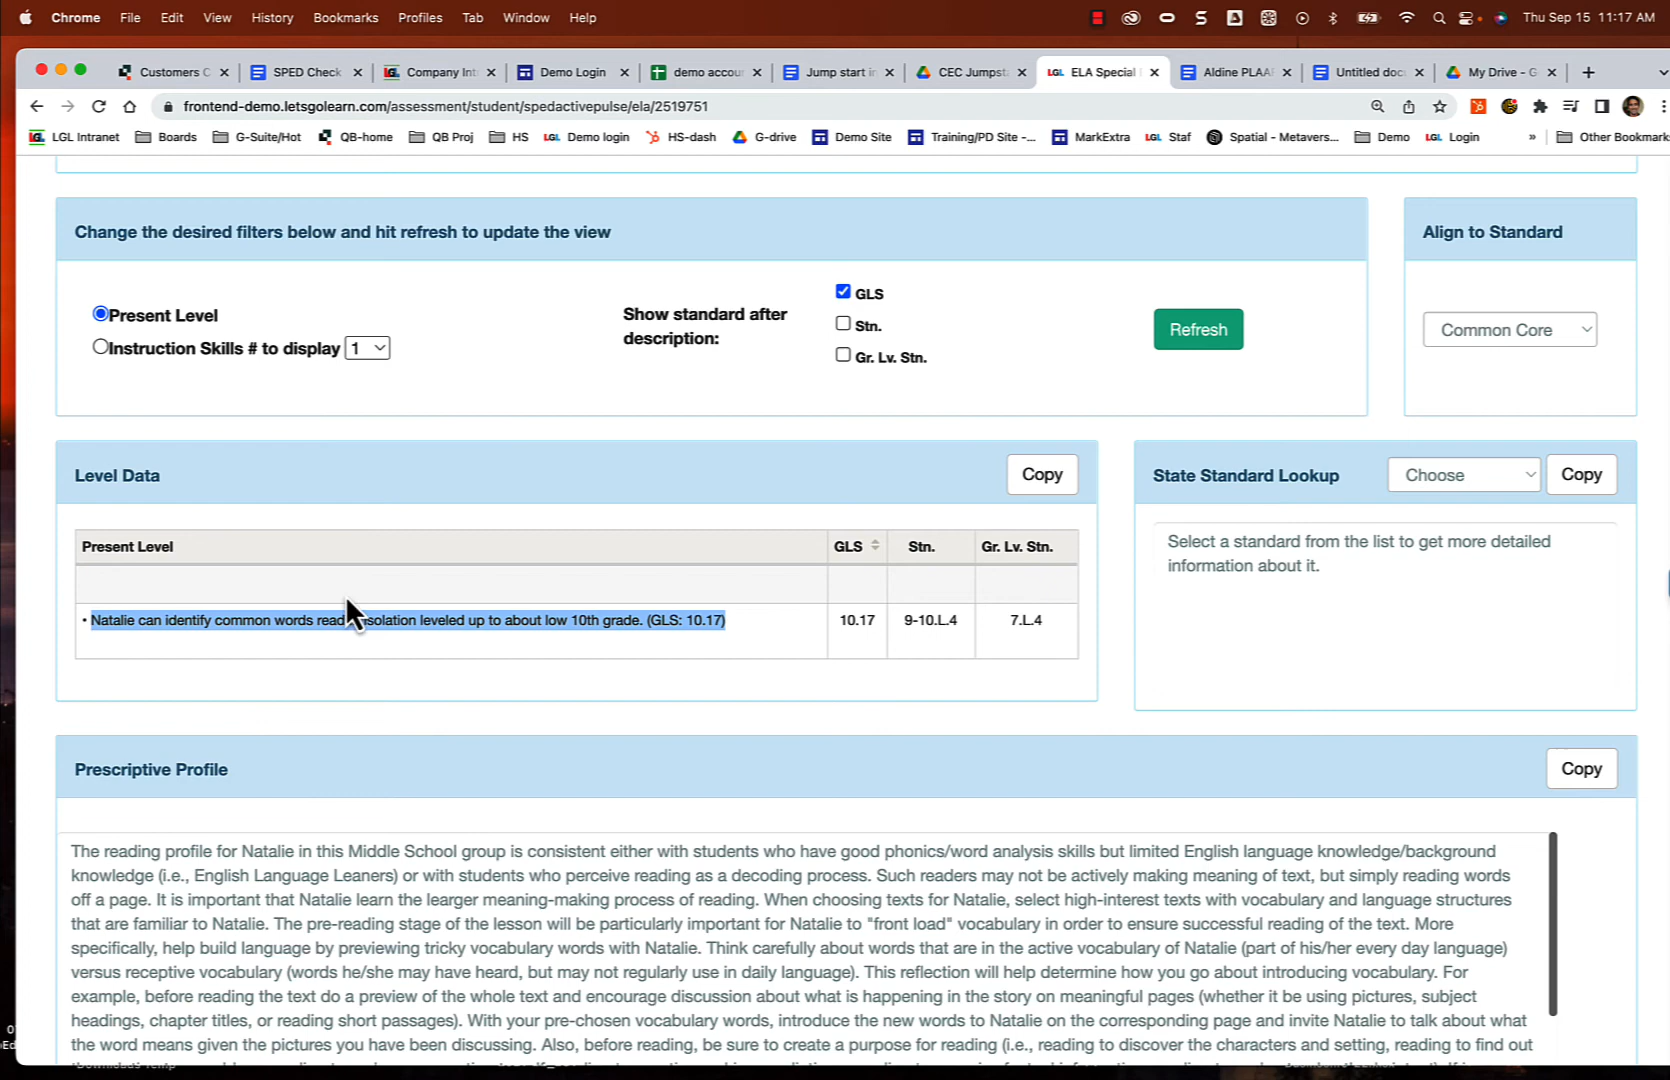 Chrome File Edit View History Bookmarks Profiles Tab Window Help Thu Sep 15 11:17 AM
Customers C SPED Check Company Int demo Login demo accou Jump start in CEC Jumpst ELA Special Aldine PLAA Untitled doc My Drive - G
frontend-demo.letsgolearn.com/assessment/student/spedactivepulse/ela/2519751
LGL Intranet Boards G-Suite/Hot QB-home QB Proj HS Demo login HS-dash G-drive Demo Site Training/PD Site -... MarkExtra LGL Staf Spatial - Metavers... Demo LGL Login » Other Bookmark
Change the desired filters below and hit refresh to update the view
Align to Standard
Present Level
Instruction Skills # to display 1
Show standard after
description:
GLS
Stn.
Gr. Lv. Stn.
Refresh
Common Core
Level Data
Copy
State Standard Lookup Choose Copy
Present Level GLS Stn. Gr. Lv. Stn.
• Natalie can identify common words read solation leveled up to about low 10th grade. (GLS: 10.17) 10.17 9-10.L.4 7.L.4
Select a standard from the list to get more detailed
information about it.
Prescriptive Profile
Copy
The reading profile for Natalie in this Middle School group is consistent either with students who have good phonics/word analysis skills but limited English language knowledge/background
knowledge (i.e., English Language Leaners) or with students who perceive reading as a decoding process. Such readers may not be actively making meaning of text, but simply reading words
off a page. It is important that Natalie learn the learger meaning-making process of reading. When choosing texts for Natalie, select high-interest texts with vocabulary and language structures
that are familiar to Natalie. The pre-reading stage of the lesson will be particularly important for Natalie to "front load" vocabulary in order to ensure successful reading of the text. More
specifically, help build language by previewing tricky vocabulary words with Natalie. Think carefully about words that are in the active vocabulary of Natalie (part of his/her every day language)
versus receptive vocabulary (words he/she may have heard, but may not regularly use in daily language). This reflection will help determine how you go about introducing vocabulary. For
example, before reading the text do a preview of the whole text and encourage discussion about what is happening in the story on meaningful pages (whether it be using pictures, subject
headings, chapter titles, or reading short passages). With your pre-chosen vocabulary words, introduce the new words to Natalie on the corresponding page and invite Natalie to talk about what
the word means given the pictures you have been discussing. Also, before reading, be sure to create a purpose for reading (i.e., reading to discover the characters and setting, reading to find out